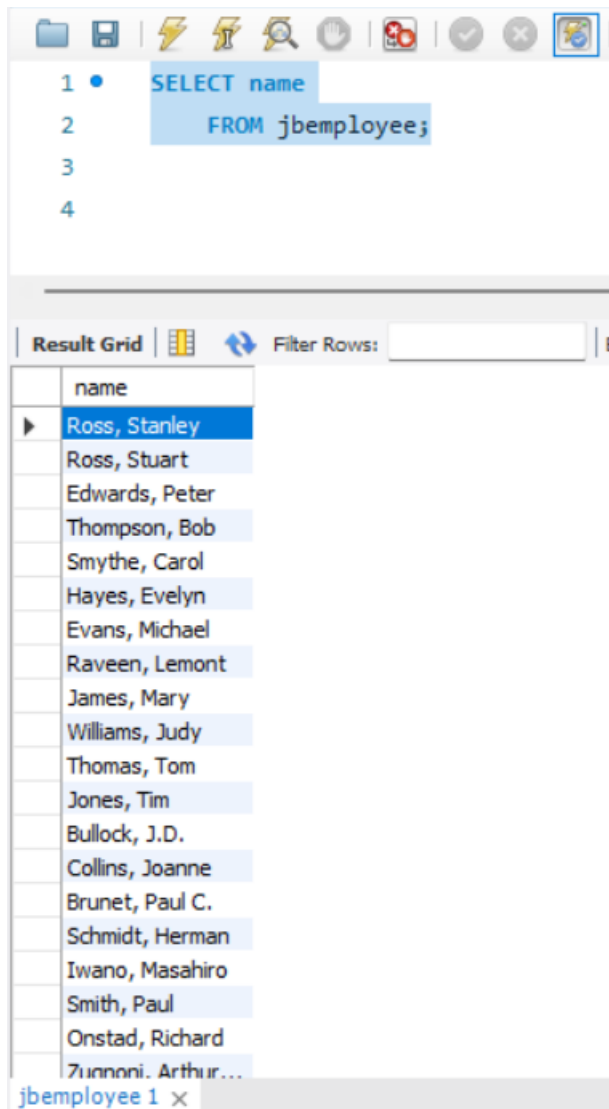 1 SELECT name
2 FROM jbemployee;
3
4
Result Grid Filter Rows:
name
Ross, Stanley
Ross, Stuart
Edwards, Peter
Thompson, Bob
Smythe, Carol
Hayes, Evelyn
Evans, Michael
Raveen, Lemont
James, Mary
Williams, Judy
Thomas, Tom
Jones, Tim
Bullock, J.D.
Collins, Joanne
Brunet, Paul C.
Schmidt, Herman
Iwano, Masahiro
Smith, Paul
Onstad, Richard
Zugnoni, Arthur...
jbemployee 1